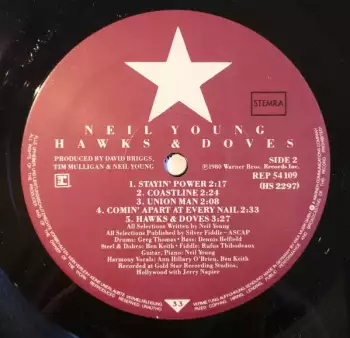 STEMRA
NEIL YOUNG
HAWKS & DOVES
PRODUCED BY DAVID BRIGGS,
TIM MULLIGAN & NEIL YOUNG
SIDE 2
℗1980 Warner Bros. Records Inc.
REP 54 109
(HS 2297)
1. STAYIN' POWER 2:17
2. COASTLINE 2:24
3. UNION MAN 2:08
4. COMIN' APART AT EVERY NAIL 2:33
5. HAWKS & DOVES 3:27
All Selections Written by Neil Young
All Selections Published by Silver Fiddle—ASCAP
Drums: Greg Thomas • Bass: Dennis Belfield
Steel & Dobro: Ben Keith • Fiddle: Rufus Thibodeaux
Guitar, Piano: Neil Young
Harmony Vocals: Ann Hillary O'Brien, Ben Keith
Recorded at Gold Star Recording Studios,
Hollywood with Jerry Napier
33